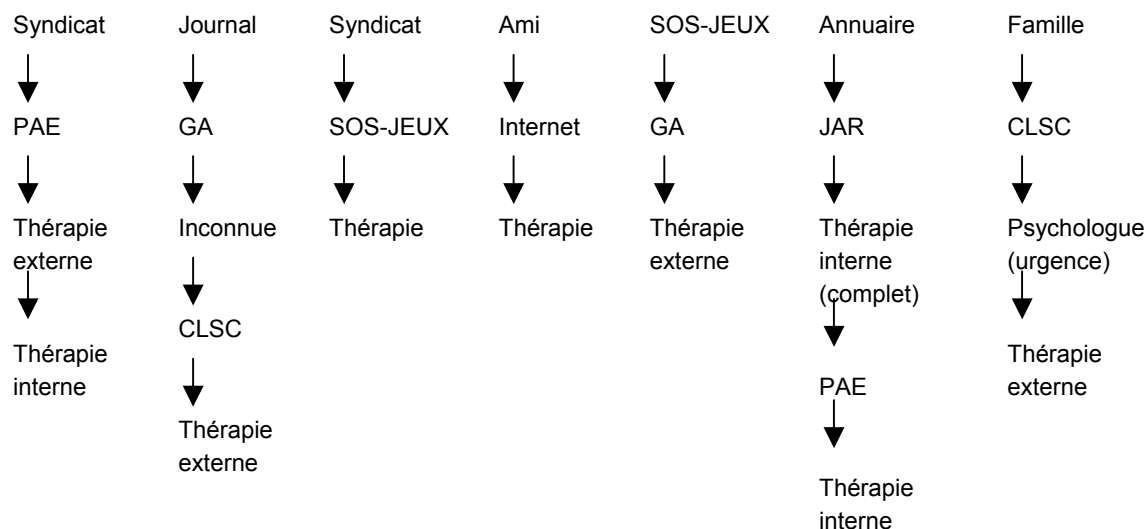 Syndicat
PAE
Thérapie
externe
Thérapie
interne
Journal
GA
Inconnue
CLSC
Thérapie
externe
Syndicat
SOS-JEUX
Thérapie
Ami
Internet
Thérapie
SOS-JEUX
GA
Thérapie
externe
Annuaire
JAR
Thérapie
interne
(complet)
PAE
Thérapie
interne
Famille
CLSC
Psychologue
(urgence)
Thérapie
externe